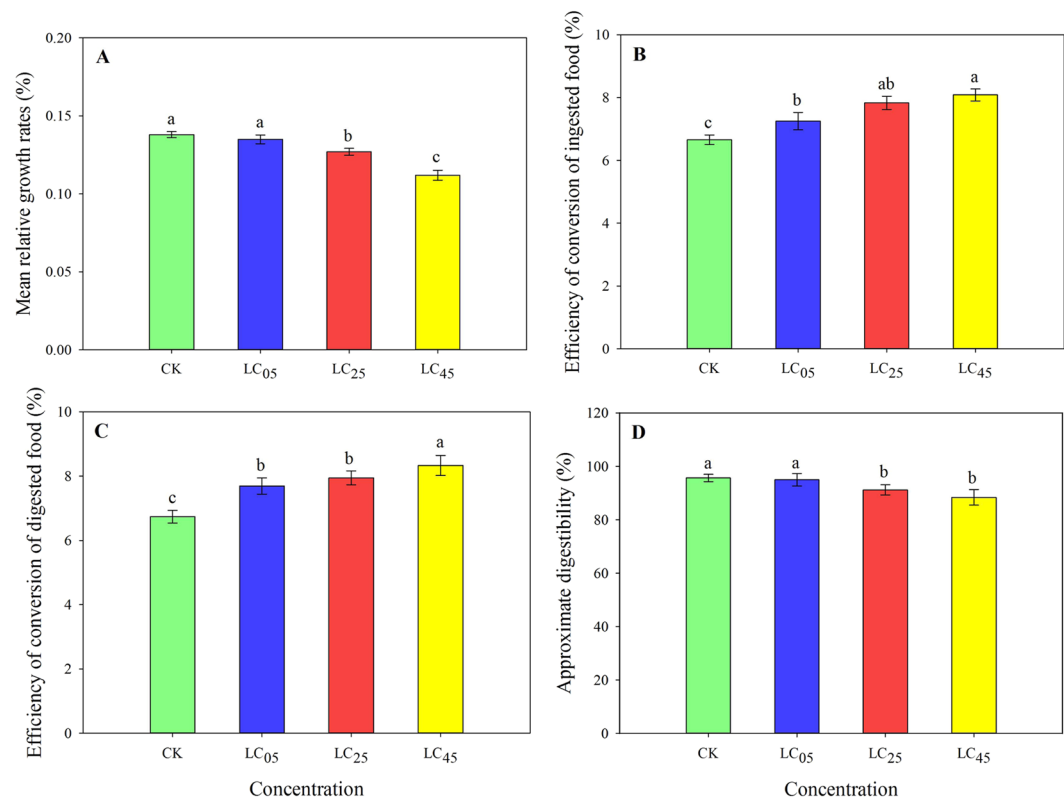 A
Mean relative growth rates (%)
0.20
0.15
0.10
0.05
0.00
a
a
b
c
CK
LC05
LC25
LC45
B
Efficiency of conversion of ingested food (%)
10
8
6
4
2
0
c
b
ab
a
CK
LC05
LC25
LC45
C
Efficiency of conversion of digested food (%)
10
8
6
4
2
0
c
b
b
a
CK
LC05
LC25
LC45
Concentration
D
Approximate digestibility (%)
120
100
80
60
40
20
0
a
a
b
b
CK
LC05
LC25
LC45
Concentration